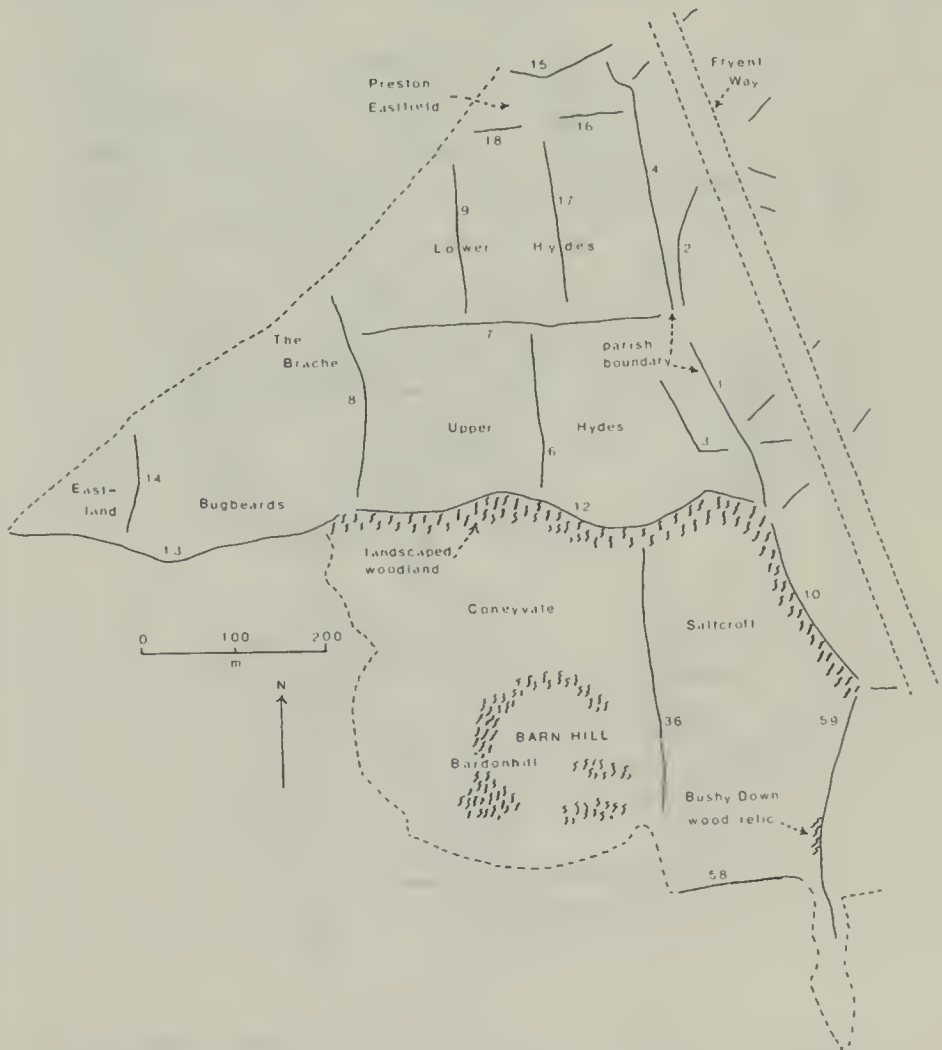 15
Fryent
Way
Preston
Eastfield
16
18
4
9
17
2
Lower Hydes
The
Brache
7
parish
boundary
1
8
Upper Hydes
3
6
14
East-
land
Bugbeards
12
13
landscaped
woodland
10
Coneyvale
Saltcroft
0 100 200
m
N
36
59
BARN HILL
Bardonhill
Bushy Down
wood relic
58